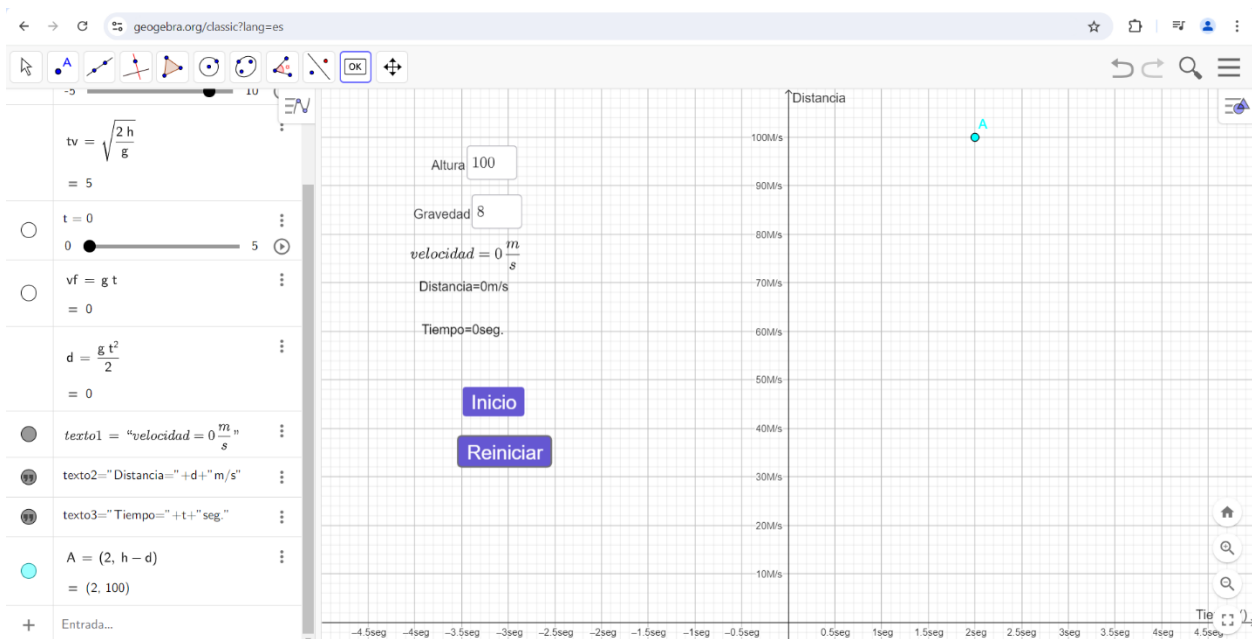 geogebra.org/classic?lang=es
A
OK
-5 10
tv = √(2 h / g)
= 5
t = 0
0 5
vf = g t
= 0
d = g t² / 2
= 0
texto1 = “velocidad = 0 m/s”
texto2="Distancia="+d+"m/s"
texto3="Tiempo="+t+"seg."
A = (2, h − d)
= (2, 100)
Entrada...
Altura 100
Gravedad 8
velocidad = 0 m/s
Distancia=0m/s
Tiempo=0seg.
Inicio
Reiniciar
Distancia
A
100M/s
90M/s
80M/s
70M/s
60M/s
50M/s
40M/s
30M/s
20M/s
10M/s
-4.5seg -4seg -3.5seg -3seg -2.5seg -2seg -1.5seg -1seg -0.5seg 0.5seg 1seg 1.5seg 2seg 2.5seg 3seg 3.5seg 4seg